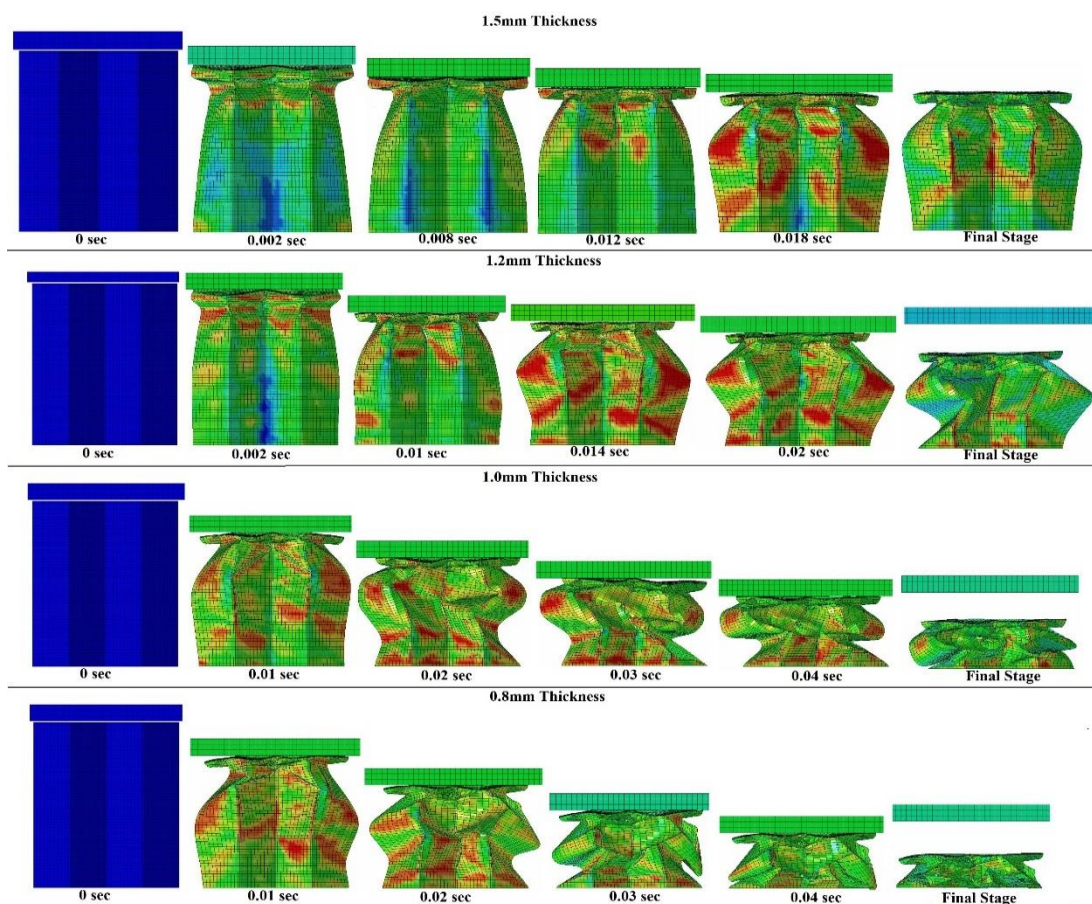 1.5mm Thickness
0 sec
0.002 sec
0.008 sec
0.012 sec
0.018 sec
Final Stage
1.2mm Thickness
0 sec
0.002 sec
0.01 sec
0.014 sec
0.02 sec
Final Stage
1.0mm Thickness
0 sec
0.01 sec
0.02 sec
0.03 sec
0.04 sec
Final Stage
0.8mm Thickness
0 sec
0.01 sec
0.02 sec
0.03 sec
0.04 sec
Final Stage